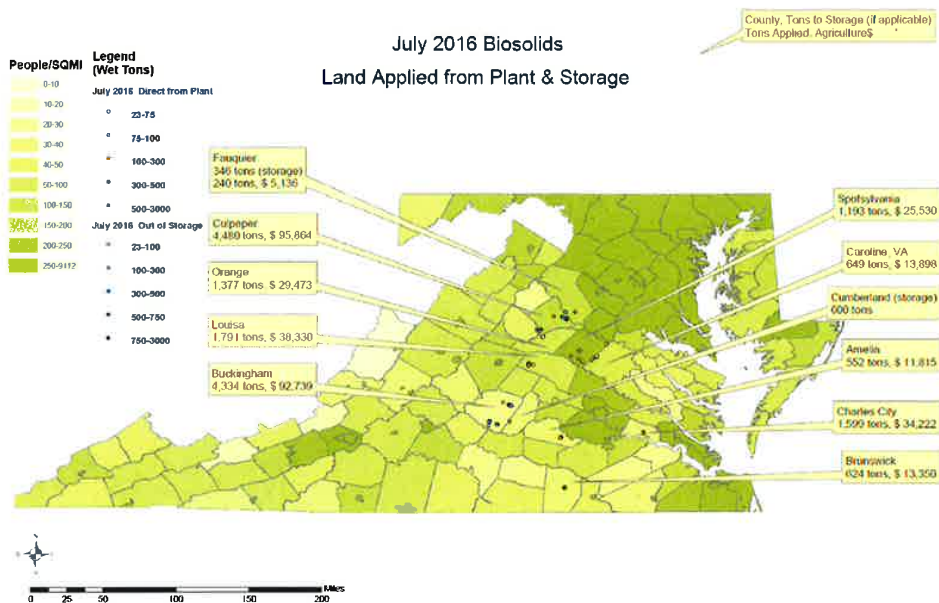 County, Tons to Storage (if applicable)
Tons Applied. Agriculture$
July 2016 Biosolids
Land Applied from Plant & Storage
People/SQMI
0-10
10-20
20-30
30-40
40-50
50-100
100-150
150-200
200-250
250-9112
Legend
(Wet Tons)
July 2016 Direct from Plant
23-75
75-100
100-300
300-500
500-3000
July 2016 Out of Storage
23-100
100-300
300-500
500-750
750-3000
Fauquier
346 tons (storage)
240 tons, $ 5,136
Culpeper
4,480 tons, $ 95,864
Orange
1,377 tons, $ 29,473
Louisa
1,791 tons, $ 38,330
Buckingham
4,334 tons, $ 92,739
Spotsylvania
1,193 tons, $ 25,530
Caroline, VA
649 tons, $ 13,898
Cumberland (storage)
600 tons
Amelia
552 tons, $ 11,815
Charles City
1,599 tons, $ 34,222
Brunswick
624 tons, $ 13,350
Miles
0 25 50 100 150 200